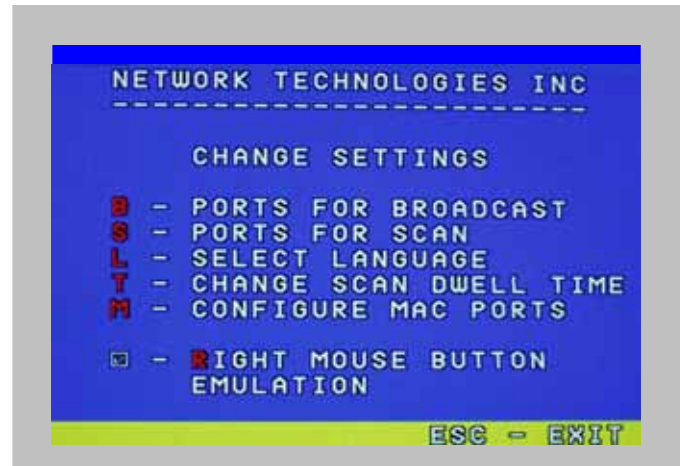 NETWORK TECHNOLOGIES INC
------------------------
CHANGE SETTINGS
B - PORTS FOR BROADCAST
S - PORTS FOR SCAN
L - SELECT LANGUAGE
T - CHANGE SCAN DWELL TIME
M - CONFIGURE MAC PORTS
☑ - RIGHT MOUSE BUTTON
EMULATION
ESC - EXIT